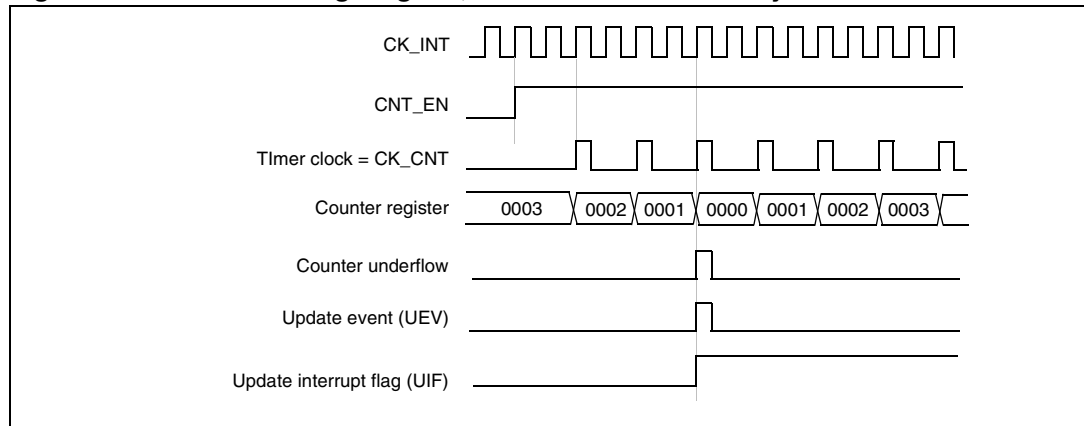 CK_INT
CNT_EN
TImer clock = CK_CNT
Counter register 0003 0002 0001 0000 0001 0002 0003
Counter underflow
Update event (UEV)
Update interrupt flag (UIF)